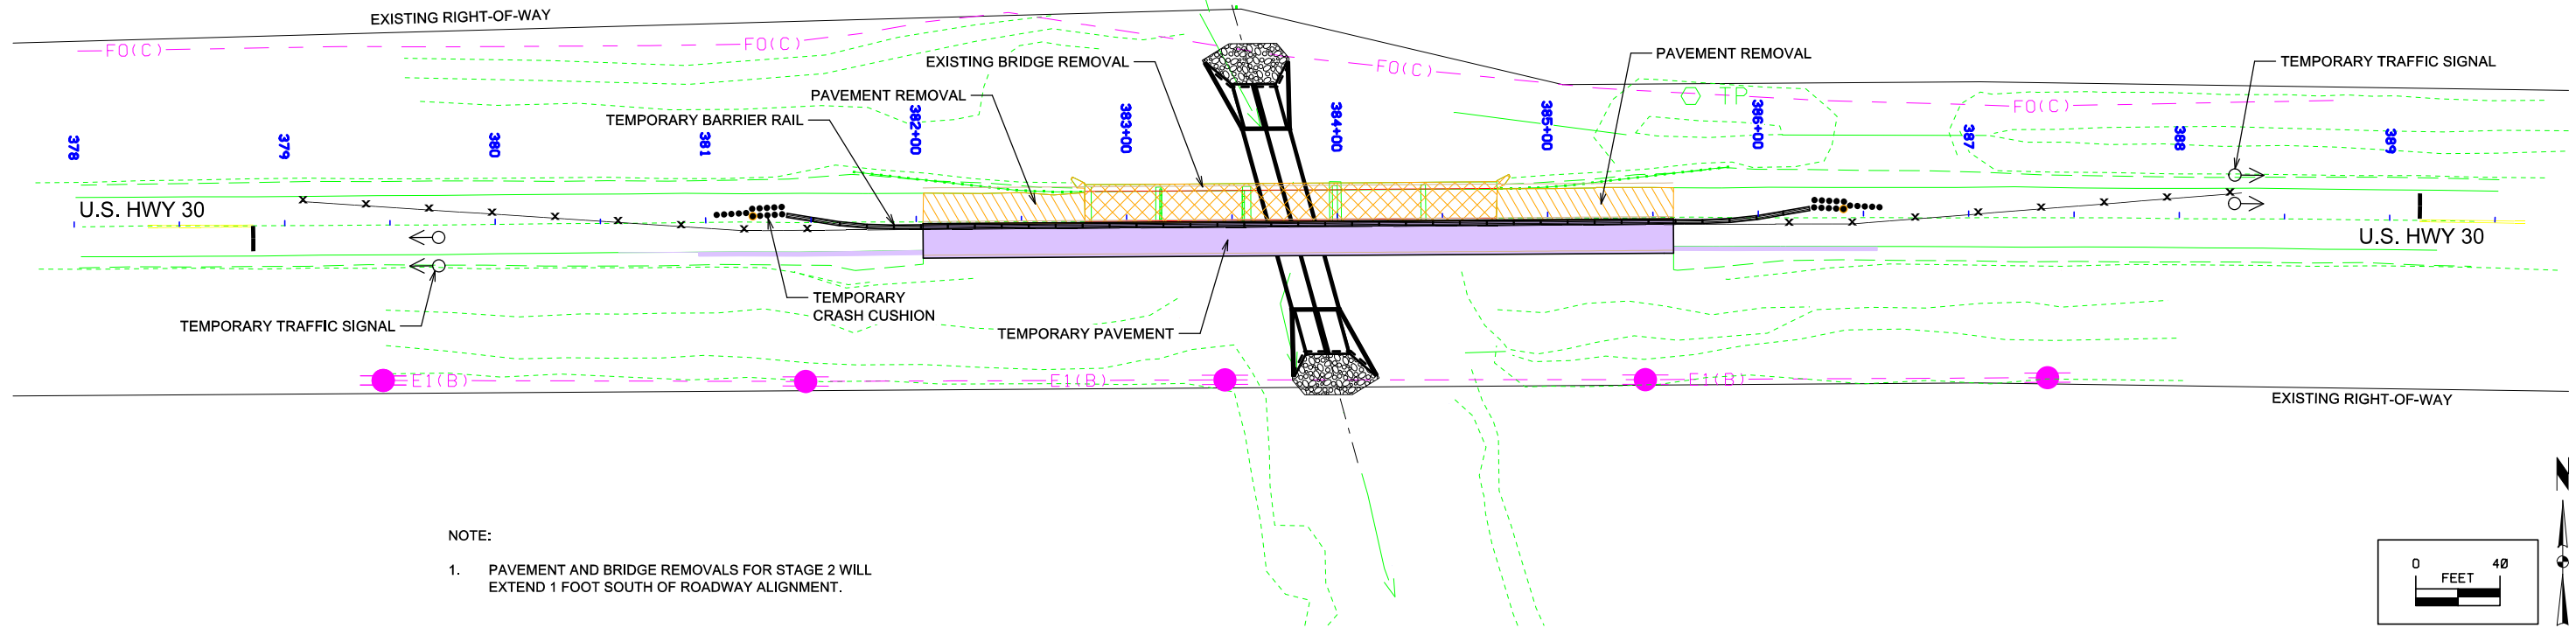 EXISTING RIGHT-OF-WAY
FO(C)
FO(C)
EXISTING BRIDGE REMOVAL
FO(C)
PAVEMENT REMOVAL
TEMPORARY TRAFFIC SIGNAL
PAVEMENT REMOVAL
TP
FO(C)
TEMPORARY BARRIER RAIL
378
379
380
381
382+00
383+00
384+00
385+00
386+00
387
388
389
U.S. HWY 30
U.S. HWY 30
TEMPORARY
CRASH CUSHION
TEMPORARY TRAFFIC SIGNAL
TEMPORARY PAVEMENT
E1(B)
E1(B)
E1(B)
EXISTING RIGHT-OF-WAY
N
NOTE:
1. PAVEMENT AND BRIDGE REMOVALS FOR STAGE 2 WILL
EXTEND 1 FOOT SOUTH OF ROADWAY ALIGNMENT.
0 40
FEET